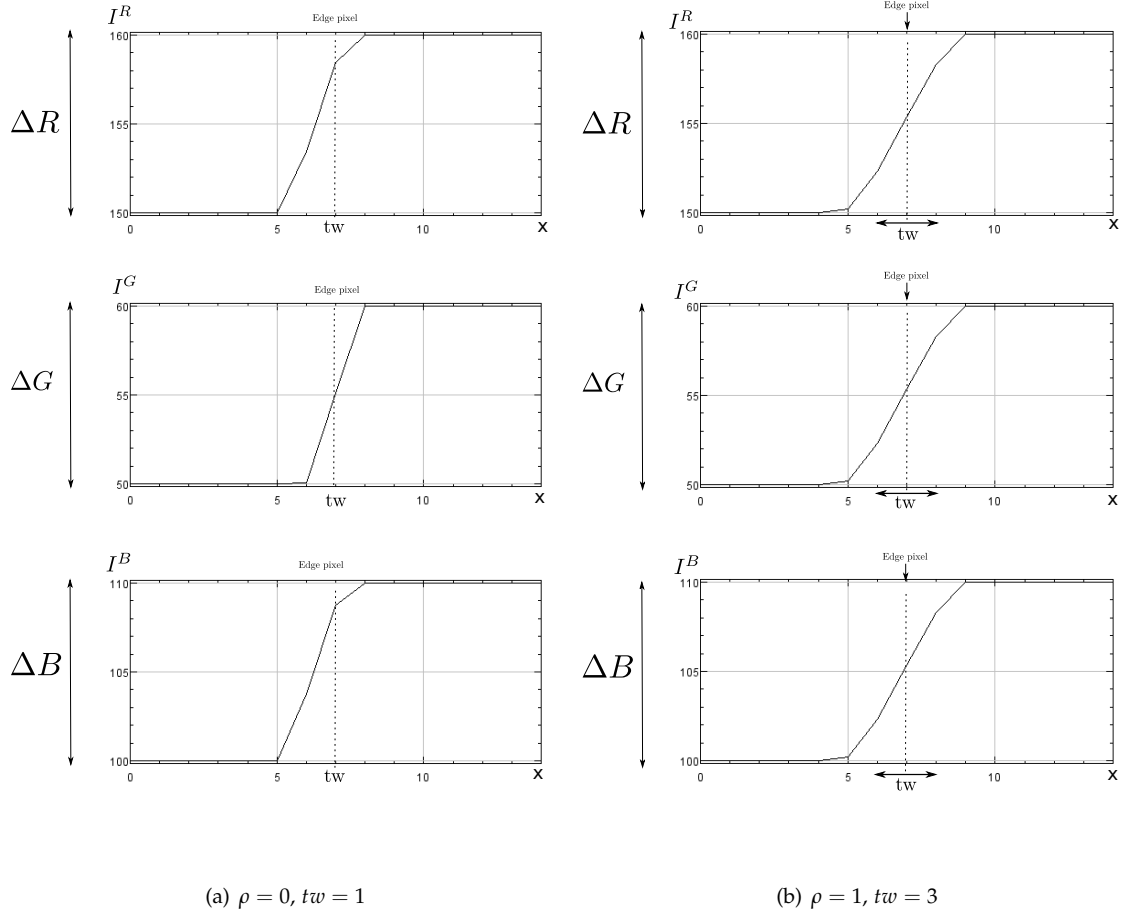 I^R
Edge pixel
160
ΔR
155
150
0
5
tw
10
x
I^R
Edge pixel
160
ΔR
155
150
0
5
tw
10
x
I^G
Edge pixel
60
ΔG
55
50
0
5
tw
10
x
I^G
Edge pixel
60
ΔG
55
50
0
5
tw
10
x
I^B
Edge pixel
110
ΔB
105
100
0
5
tw
10
x
I^B
Edge pixel
110
ΔB
105
100
0
5
tw
10
x
(a) ρ = 0, tw = 1
(b) ρ = 1, tw = 3